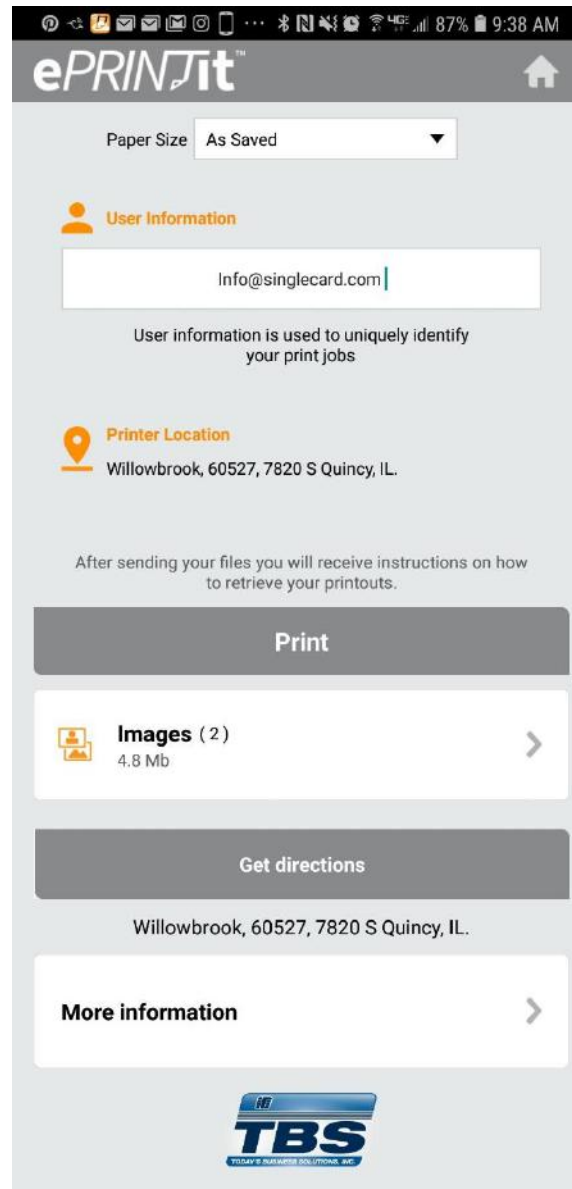 4GE 87% 9:38 AM
ePRINTit™
Paper Size As Saved
User Information
Info@singlecard.com
User information is used to uniquely identify
your print jobs
Printer Location
Willowbrook, 60527, 7820 S Quincy, IL.
After sending your files you will receive instructions on how
to retrieve your printouts.
Print
Images (2)
4.8 Mb
Get directions
Willowbrook, 60527, 7820 S Quincy, IL.
More information
TBS
TODAY'S BUSINESS SOLUTIONS, INC.